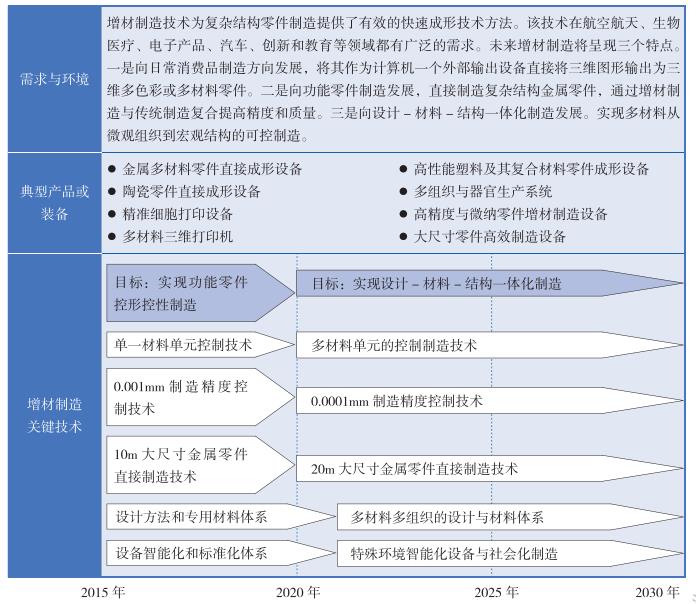 需求与环境
增材制造技术为复杂结构零件制造提供了有效的快速成形技术方法。该技术在航空航天、生物
医疗、电子产品、汽车、创新和教育等领域都有广泛的需求。未来增材制造将呈现三个特点。
一是向日常消费品制造方向发展，将其作为计算机一个外部输出设备直接将三维图形输出为三
维多色彩或多材料零件。二是向功能零件制造发展，直接制造复杂结构金属零件，通过增材制
造与传统制造复合提高精度和质量。三是向设计－材料－结构一体化制造发展。实现多材料从
微观组织到宏观结构的可控制造。
典型产品或
装备
● 金属多材料零件直接成形设备
● 陶瓷零件直接成形设备
● 精准细胞打印设备
● 多材料三维打印机
● 高性能塑料及其复合材料零件成形设备
● 多组织与器官生产系统
● 高精度与微纳零件增材制造设备
● 大尺寸零件高效制造设备
增材制造
关键技术
目标：实现功能零件
控形控性制造
目标：实现设计－材料－结构一体化制造
单一材料单元控制技术
多材料单元的控制制造技术
0.001mm 制造精度控
制技术
0.0001mm 制造精度控制技术
10m 大尺寸金属零件
直接制造技术
20m 大尺寸金属零件直接制造技术
设计方法和专用材料体系
多材料多组织的设计与材料体系
设备智能化和标准化体系
特殊环境智能化设备与社会化制造
2015 年
2020 年
2025 年
2030 年